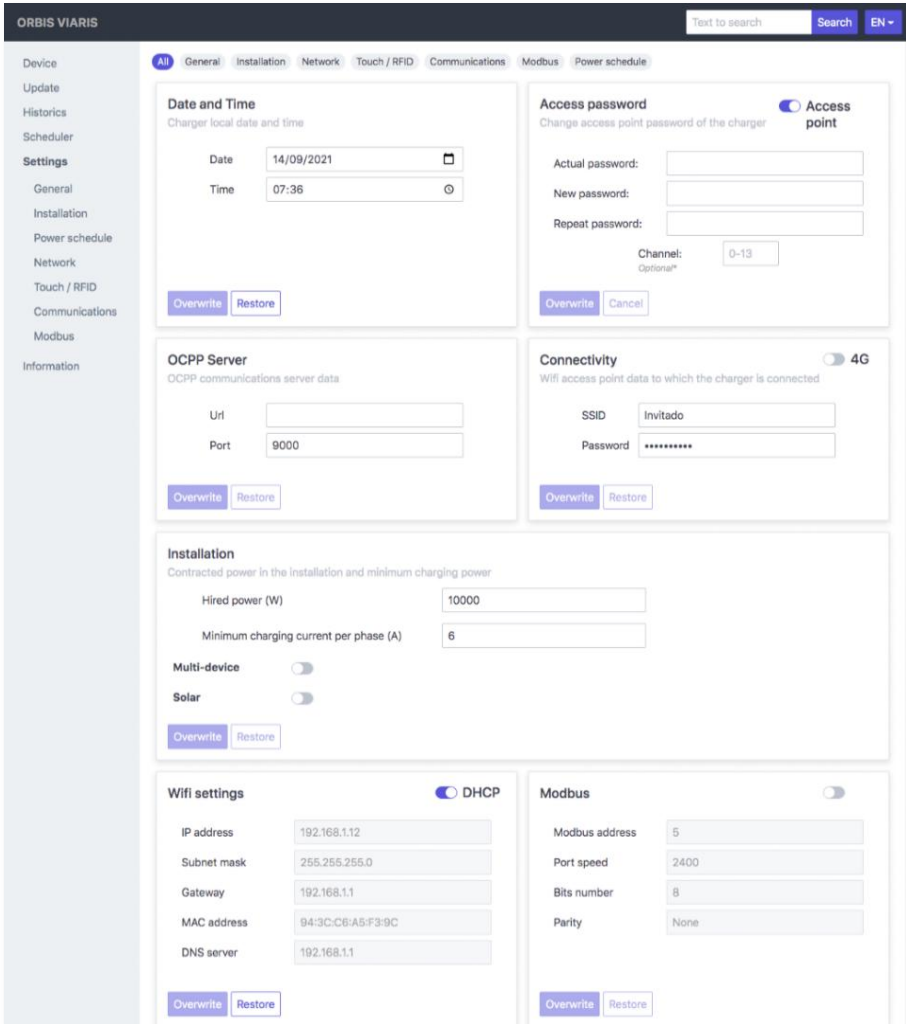 ORBIS VIARIS
Text to search
Search
EN
Device
Update
Historics
Scheduler
Settings
General
Installation
Power schedule
Network
Touch / RFID
Communications
Modbus
Information
All General Installation Network Touch / RFID Communications Modbus Power schedule
Date and Time
Charger local date and time
Date 14/09/2021
Time 07:36
Overwrite Restore
Access password
Access point
Change access point password of the charger
Actual password:
New password:
Repeat password:
Channel: 0-13
Optional*
Overwrite Cancel
OCPP Server
OCPP communications server data
Url
Port 9000
Overwrite Restore
Connectivity 4G
Wifi access point data to which the charger is connected
SSID Invitado
Password ••••••••••
Overwrite Restore
Installation
Contracted power in the installation and minimum charging power
Hired power (W) 10000
Minimum charging current per phase (A) 6
Multi-device
Solar
Overwrite Restore
Wifi settings DHCP
IP address 192.168.1.12
Subnet mask 255.255.255.0
Gateway 192.168.1.1
MAC address 94:3C:C6:A5:F3:9C
DNS server 192.168.1.1
Overwrite Restore
Modbus
Modbus address 5
Port speed 2400
Bits number 8
Parity None
Overwrite Restore